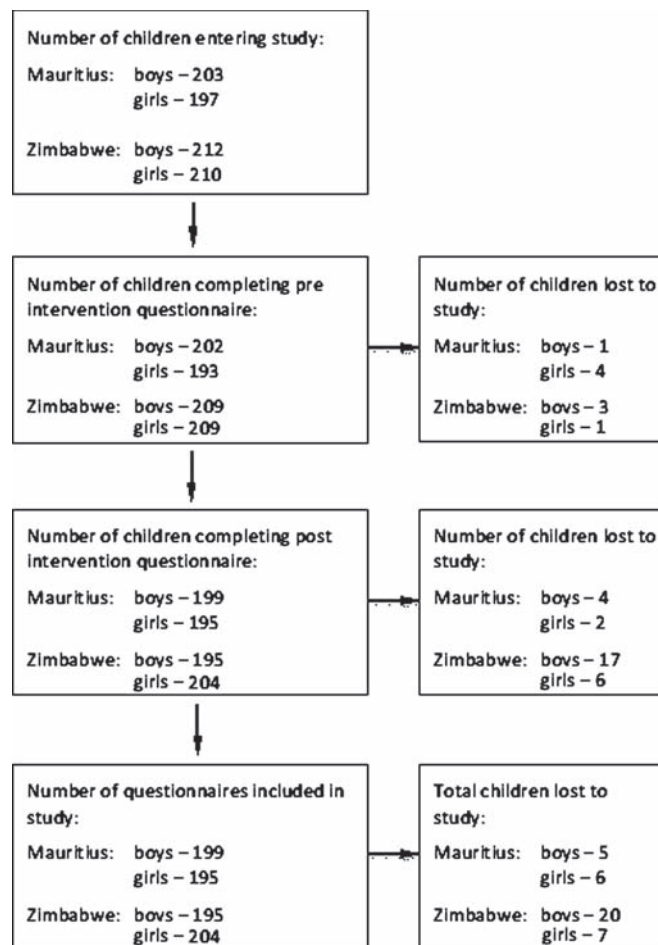 Number of children entering study:
Mauritius: boys – 203
girls – 197
Zimbabwe: boys – 212
girls – 210
Number of children completing pre
intervention questionnaire:
Mauritius: boys – 202
girls – 193
Zimbabwe: boys – 209
girls – 209
Number of children lost to
study:
Mauritius: boys – 1
girls – 4
Zimbabwe: boys – 3
girls – 1
Number of children completing post
intervention questionnaire:
Mauritius: boys – 199
girls – 195
Zimbabwe: boys – 195
girls – 204
Number of children lost to
study:
Mauritius: boys – 4
girls – 2
Zimbabwe: boys – 17
girls – 6
Number of questionnaires included in
study:
Mauritius: boys – 199
girls – 195
Zimbabwe: boys – 195
girls – 204
Total children lost to
study:
Mauritius: boys – 5
girls – 6
Zimbabwe: boys – 20
girls – 7